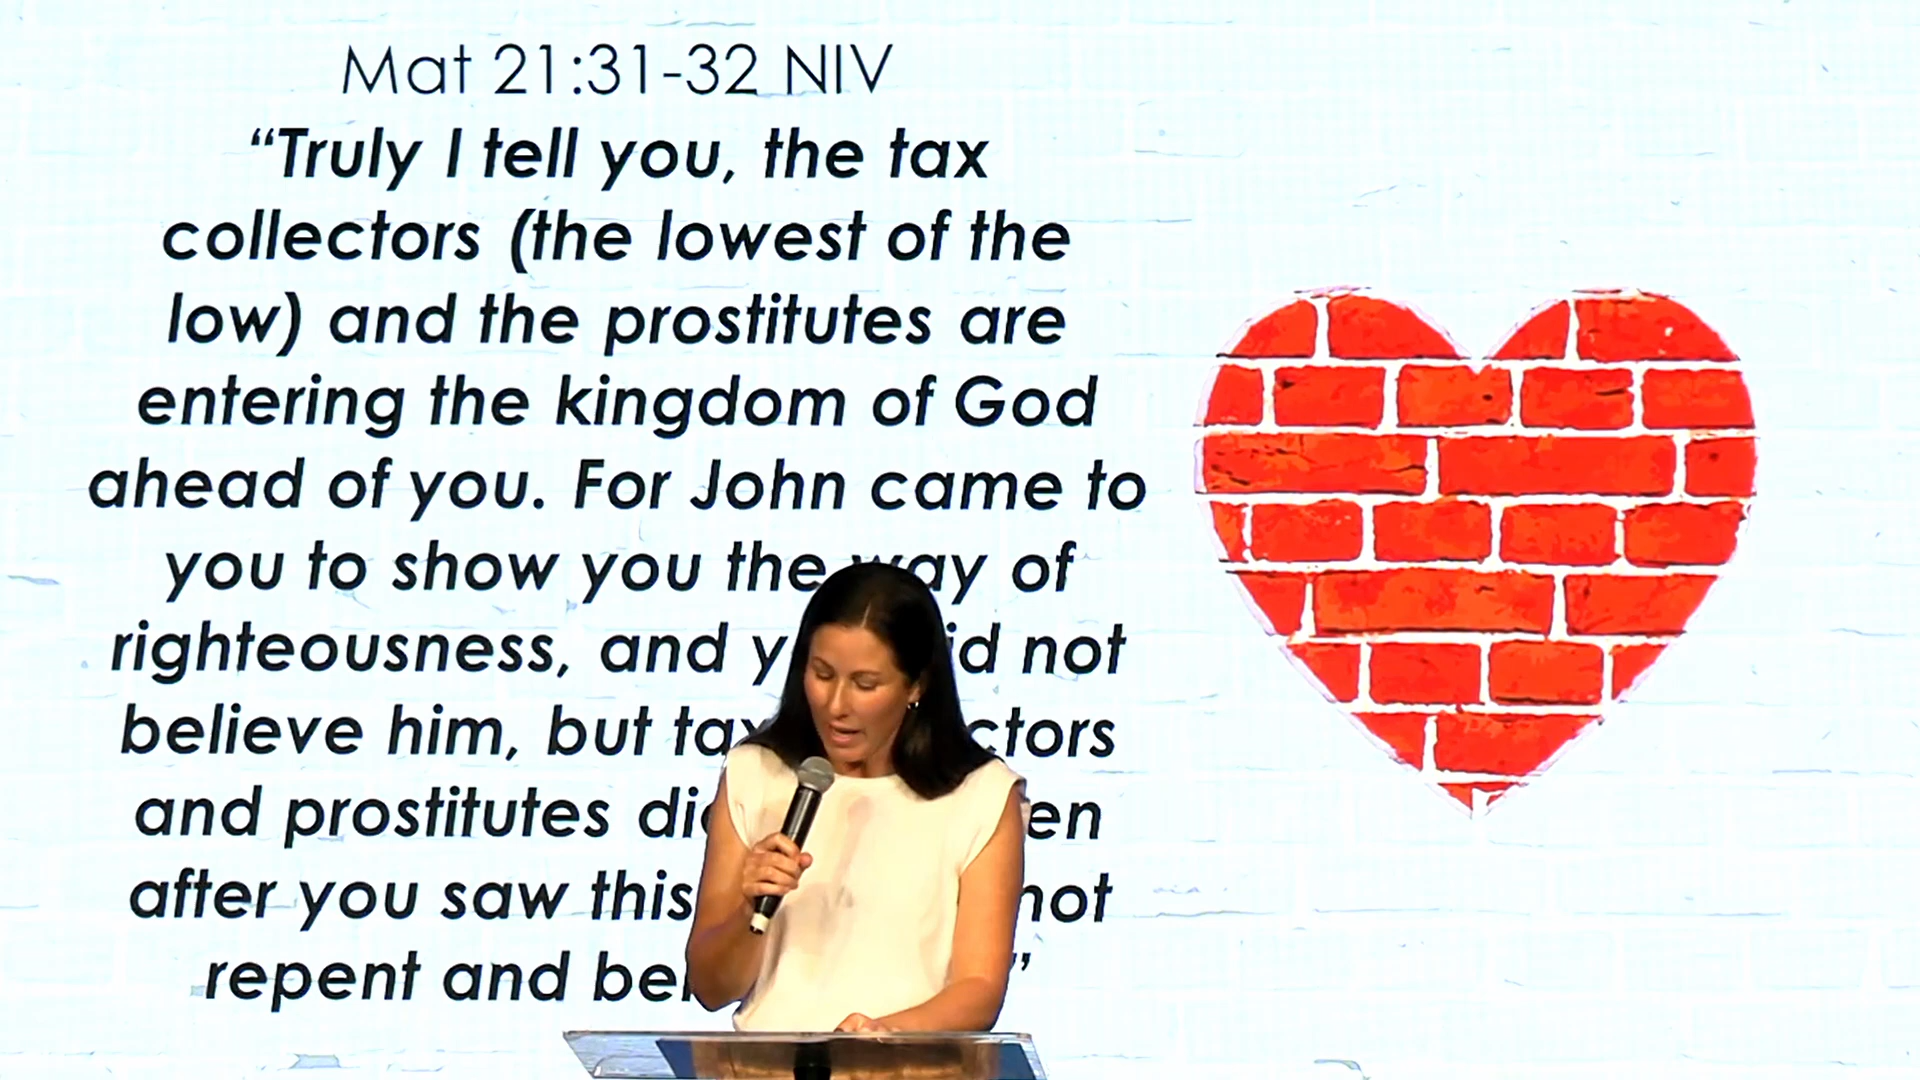 Mat 21:31-32 NIV
“Truly I tell you, the tax
collectors (the lowest of the
low) and the prostitutes are
entering the kingdom of God
ahead of you. For John came to
you to show you the way of
righteousness, and not
believe him, but
and prostitutes
after you saw this not
repent and